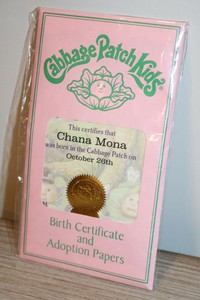 Cabbage Patch Kids®
This certifies that
Chana Mona
was born in the Cabbage Patch on
October 26th
Birth Certificate
and
Adoption Papers